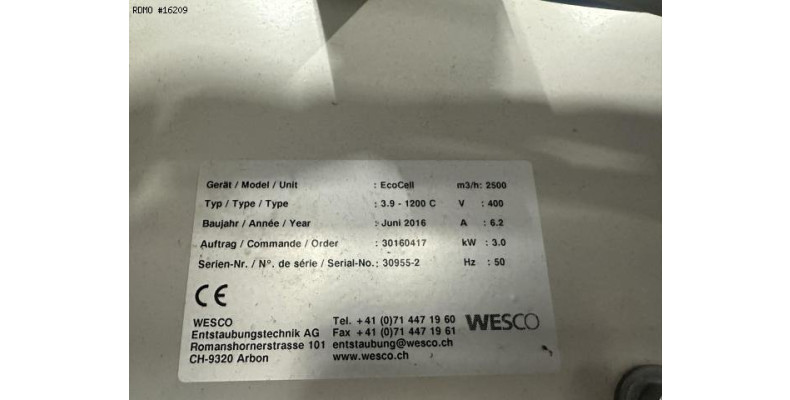 RDMO #16209
Gerät / Model / Unit : EcoCell m3/h: 2500
Typ / Type / Type : 3.9 - 1200 C V : 400
Baujahr / Année / Year : Juni 2016 A : 6.2
Auftrag / Commande / Order : 30160417 kW : 3.0
Serien-Nr. / N°. de série / Serial-No.: 30955-2 Hz : 50
CE
WESCO Tel. +41 (0)71 447 19 60 WESCO
Entstaubungstechnik AG Fax +41 (0)71 447 19 61
Romanshornerstrasse 101 entstaubung@wesco.ch
CH-9320 Arbon www.wesco.ch